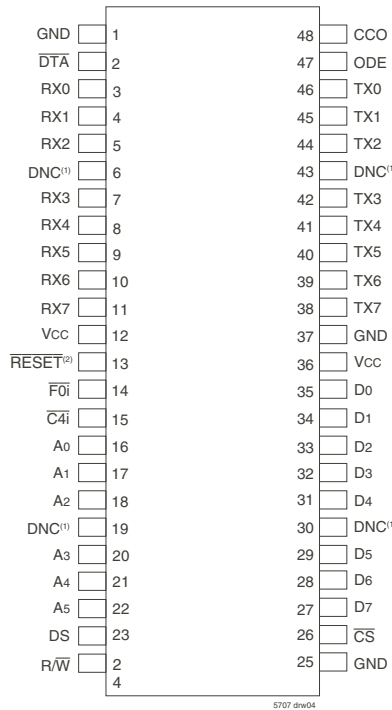 GND 1 48 CCO
D̅T̅A̅ 2 47 ODE
RX0 3 46 TX0
RX1 4 45 TX1
RX2 5 44 TX2
DNC(1) 6 43 DNC(1
RX3 7 42 TX3
RX4 8 41 TX4
RX5 9 40 TX5
RX6 10 39 TX6
RX7 11 38 TX7
VCC 12 37 GND
R̅E̅S̅E̅T̅(2) 13 36 VCC
F̅0̅i̅ 14 35 D0
C̅4̅i̅ 15 34 D1
A0 16 33 D2
A1 17 32 D3
A2 18 31 D4
DNC(1) 19 30 DNC(1
A3 20 29 D5
A4 21 28 D6
A5 22 27 D7
DS 23 26 C̅S̅
R/W̅ 2 25 GND
4
5707 drw04